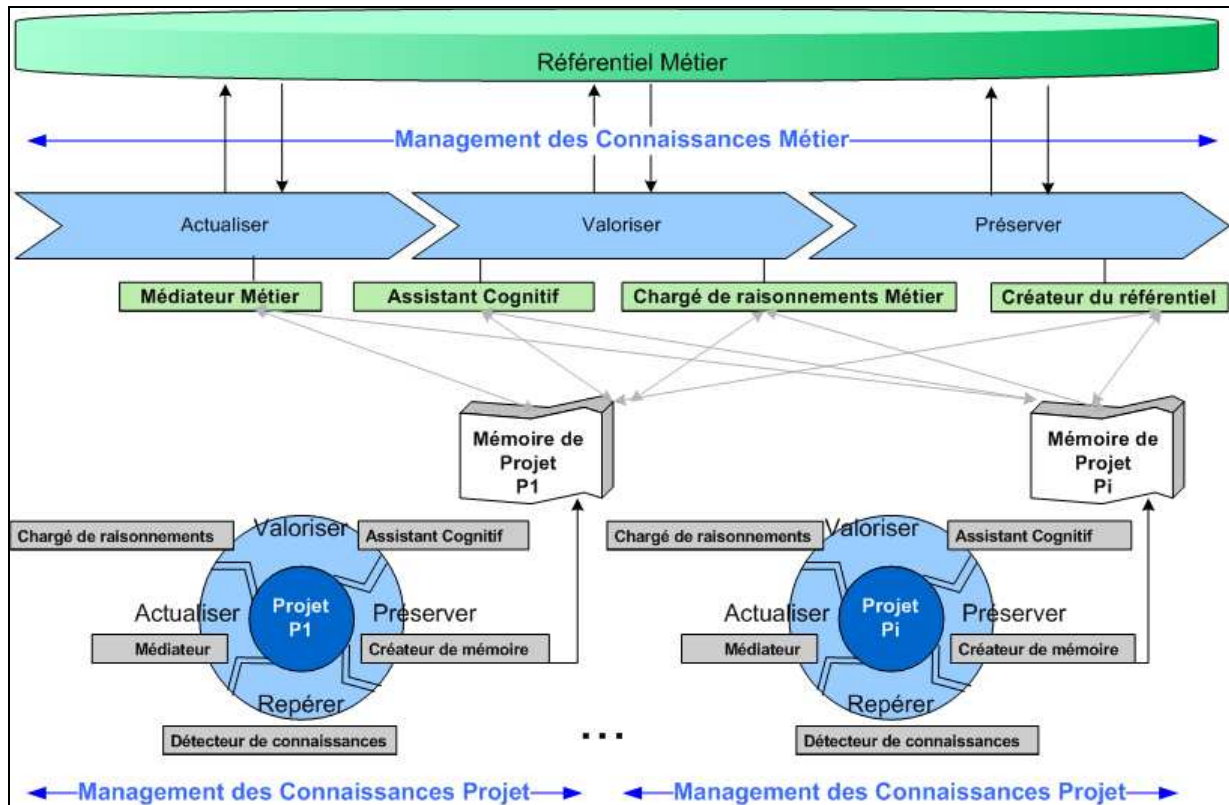 Référentiel Métier
Management des Connaissances Métier
Actualiser
Valoriser
Préserver
Médiateur Métier
Assistant Cognitif
Chargé de raisonnements Métier
Créateur du référentiel
Mémoire de
Projet
P1
Mémoire de
Projet
Pi
Chargé de raisonnements
Valoriser
Assistant Cognitif
Actualiser
Projet
P1
Préserver
Médiateur
Créateur de mémoire
Repérer
Détecteur de connaissances
...
Chargé de raisonnements
Valoriser
Assistant Cognitif
Actualiser
Projet
Pi
Préserver
Médiateur
Créateur de mémoire
Repérer
Détecteur de connaissances
Management des Connaissances Projet
Management des Connaissances Projet